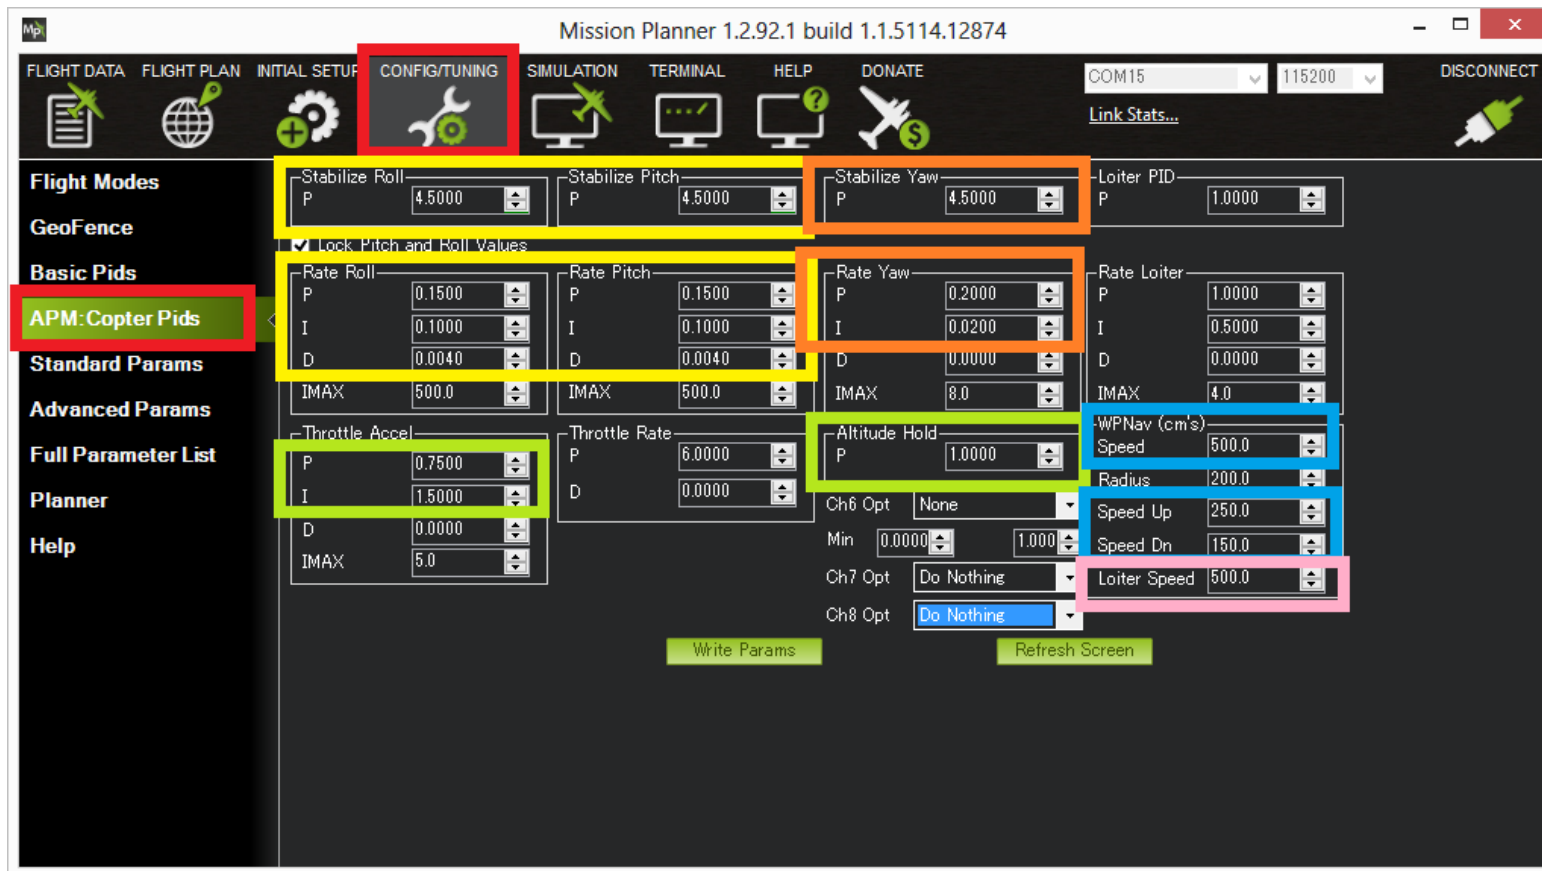 Mp
Mission Planner 1.2.92.1 build 1.1.5114.12874
FLIGHT DATA FLIGHT PLAN INITIAL SETUP CONFIG/TUNING SIMULATION TERMINAL HELP DONATE COM15 115200 DISCONNECT
Link Stats...
Flight Modes
GeoFence
Basic Pids
APM:Copter Pids
Standard Params
Advanced Params
Full Parameter List
Planner
Help
Stabilize Roll
P 4.5000
Stabilize Pitch
P 4.5000
Stabilize Yaw
P 4.5000
Loiter PID
P 1.0000
Lock Pitch and Roll Values
Rate Roll
P 0.1500
I 0.1000
D 0.0040
IMAX 500.0
Rate Pitch
P 0.1500
I 0.1000
D 0.0040
IMAX 500.0
Rate Yaw
P 0.2000
I 0.0200
D 0.0000
IMAX 8.0
Rate Loiter
P 1.0000
I 0.5000
D 0.0000
IMAX 4.0
Throttle Accel
P 0.7500
I 1.5000
D 0.0000
IMAX 5.0
Throttle Rate
P 6.0000
D 0.0000
Altitude Hold
P 1.0000
Ch6 Opt None
Min 0.0000 1.000
Ch7 Opt Do Nothing
Ch8 Opt Do Nothing
WPNav (cm's)
Speed 500.0
Radius 200.0
Speed Up 250.0
Speed Dn 150.0
Loiter Speed 500.0
Write Params
Refresh Screen